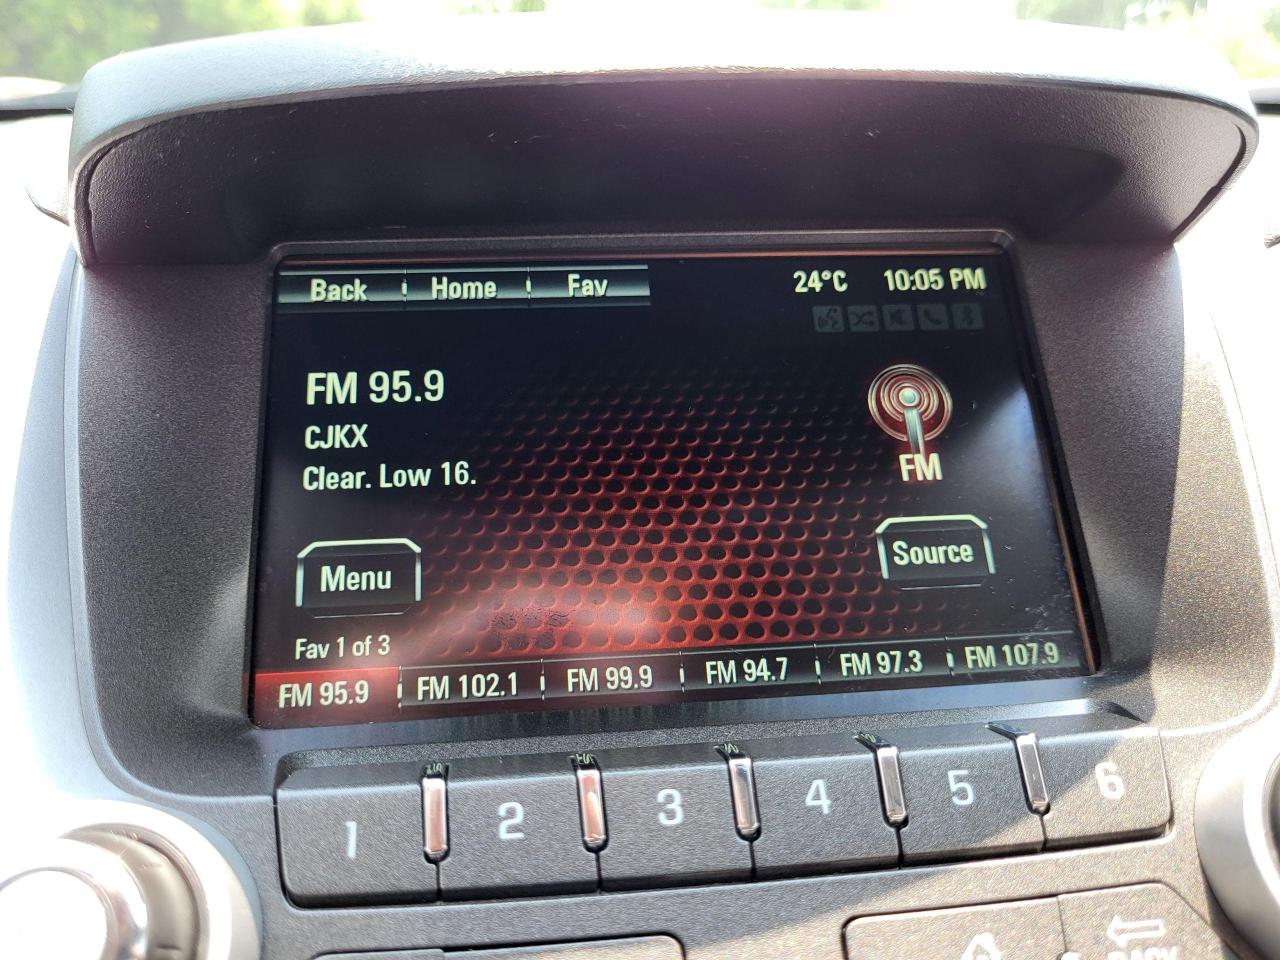 Back Home Fav 24°C 10:05 PM
FM 95.9
CJKX
Clear. Low 16.
FM
Menu
Source
Fav 1 of 3
FM 95.9 FM 102.1 FM 99.9 FM 94.7 FM 97.3 FM 107.9
1 2 3 4 5 6
BACK